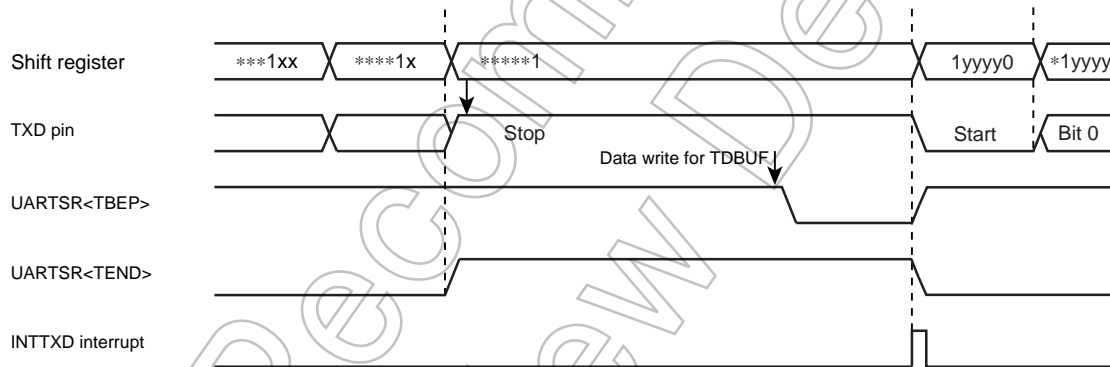 Shift register ***1xx ****1x *****1 1yyyy0 *1yyyy
TXD pin Stop Start Bit 0
Data write for TDBUF
UARTSR<TBEP>
UARTSR<TEND>
INTTXD interrupt